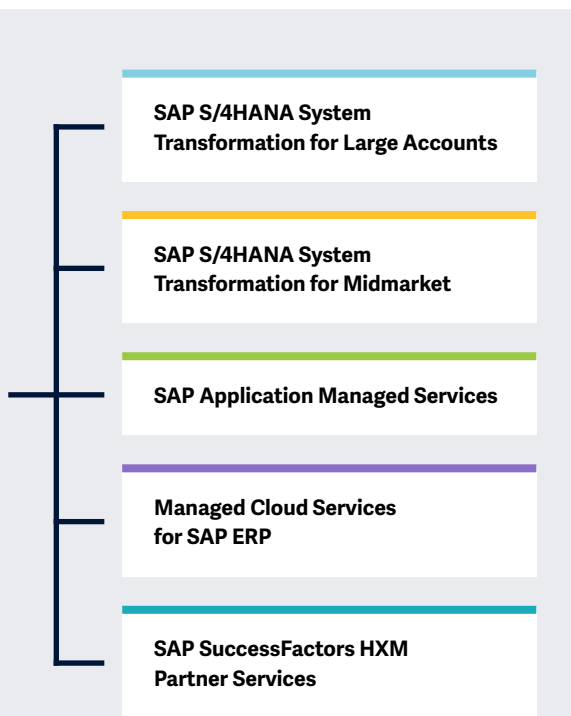 SAP S/4HANA System
Transformation for Large Accounts
SAP S/4HANA System
Transformation for Midmarket
SAP Application Managed Services
Managed Cloud Services
for SAP ERP
SAP SuccessFactors HXM
Partner Services